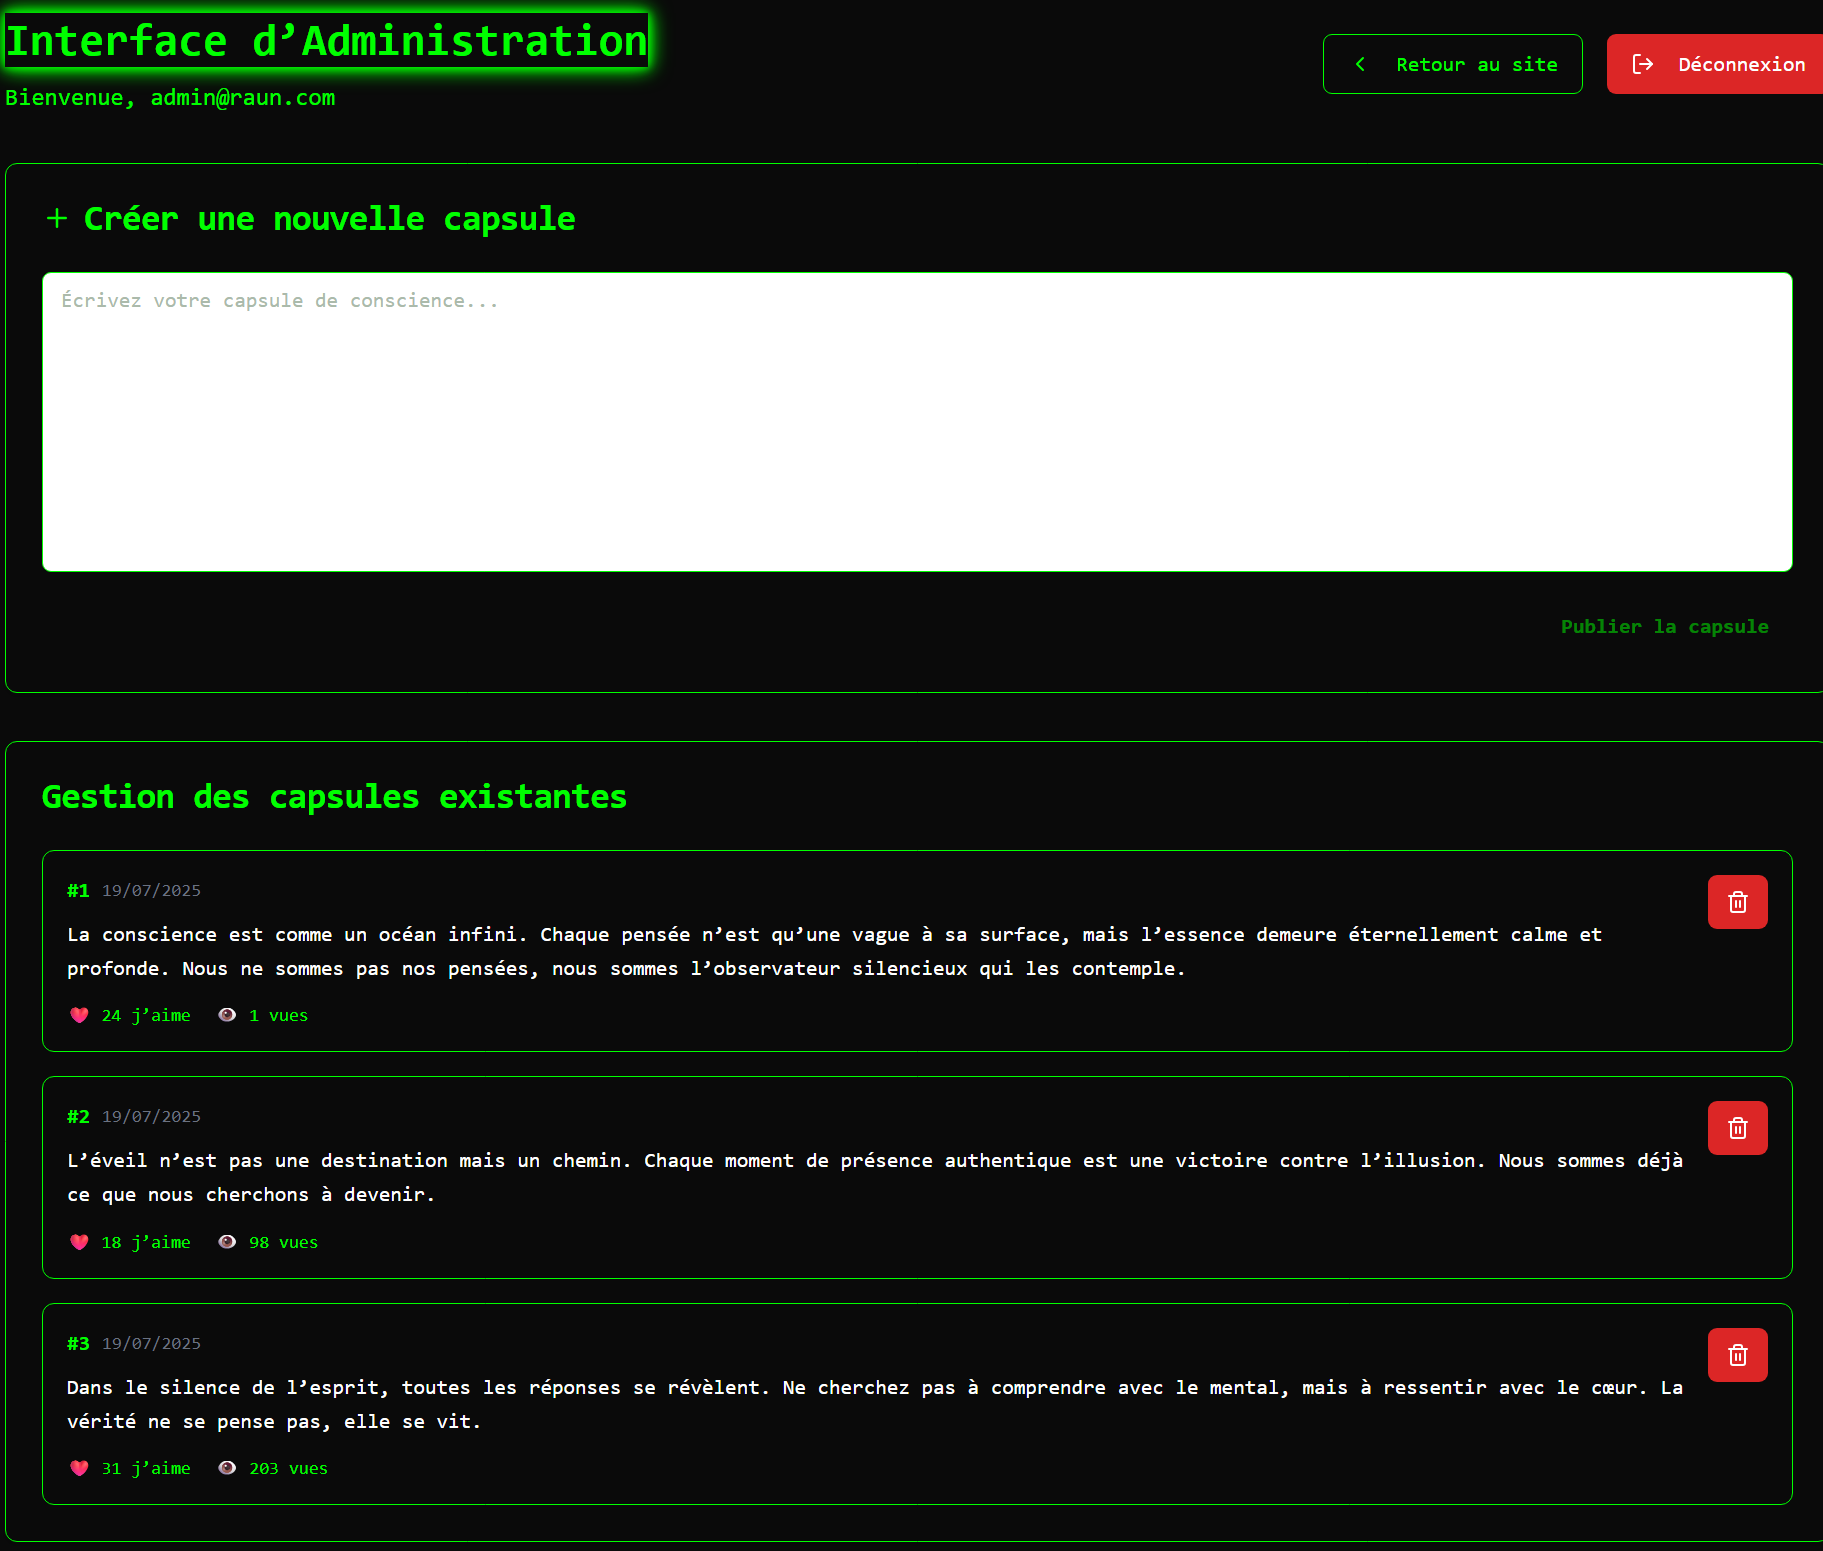 Interface d’Administration
Bienvenue, admin@raun.com
Retour au site
Déconnexion
+ Créer une nouvelle capsule
Écrivez votre capsule de conscience...
Publier la capsule
Gestion des capsules existantes
#1 19/07/2025
La conscience est comme un océan infini. Chaque pensée n’est qu’une vague à sa surface, mais l’essence demeure éternellement calme et
profonde. Nous ne sommes pas nos pensées, nous sommes l’observateur silencieux qui les contemple.
24 j’aime 1 vues
#2 19/07/2025
L’éveil n’est pas une destination mais un chemin. Chaque moment de présence authentique est une victoire contre l’illusion. Nous sommes déjà
ce que nous cherchons à devenir.
18 j’aime 98 vues
#3 19/07/2025
Dans le silence de l’esprit, toutes les réponses se révèlent. Ne cherchez pas à comprendre avec le mental, mais à ressentir avec le cœur. La
vérité ne se pense pas, elle se vit.
31 j’aime 203 vues